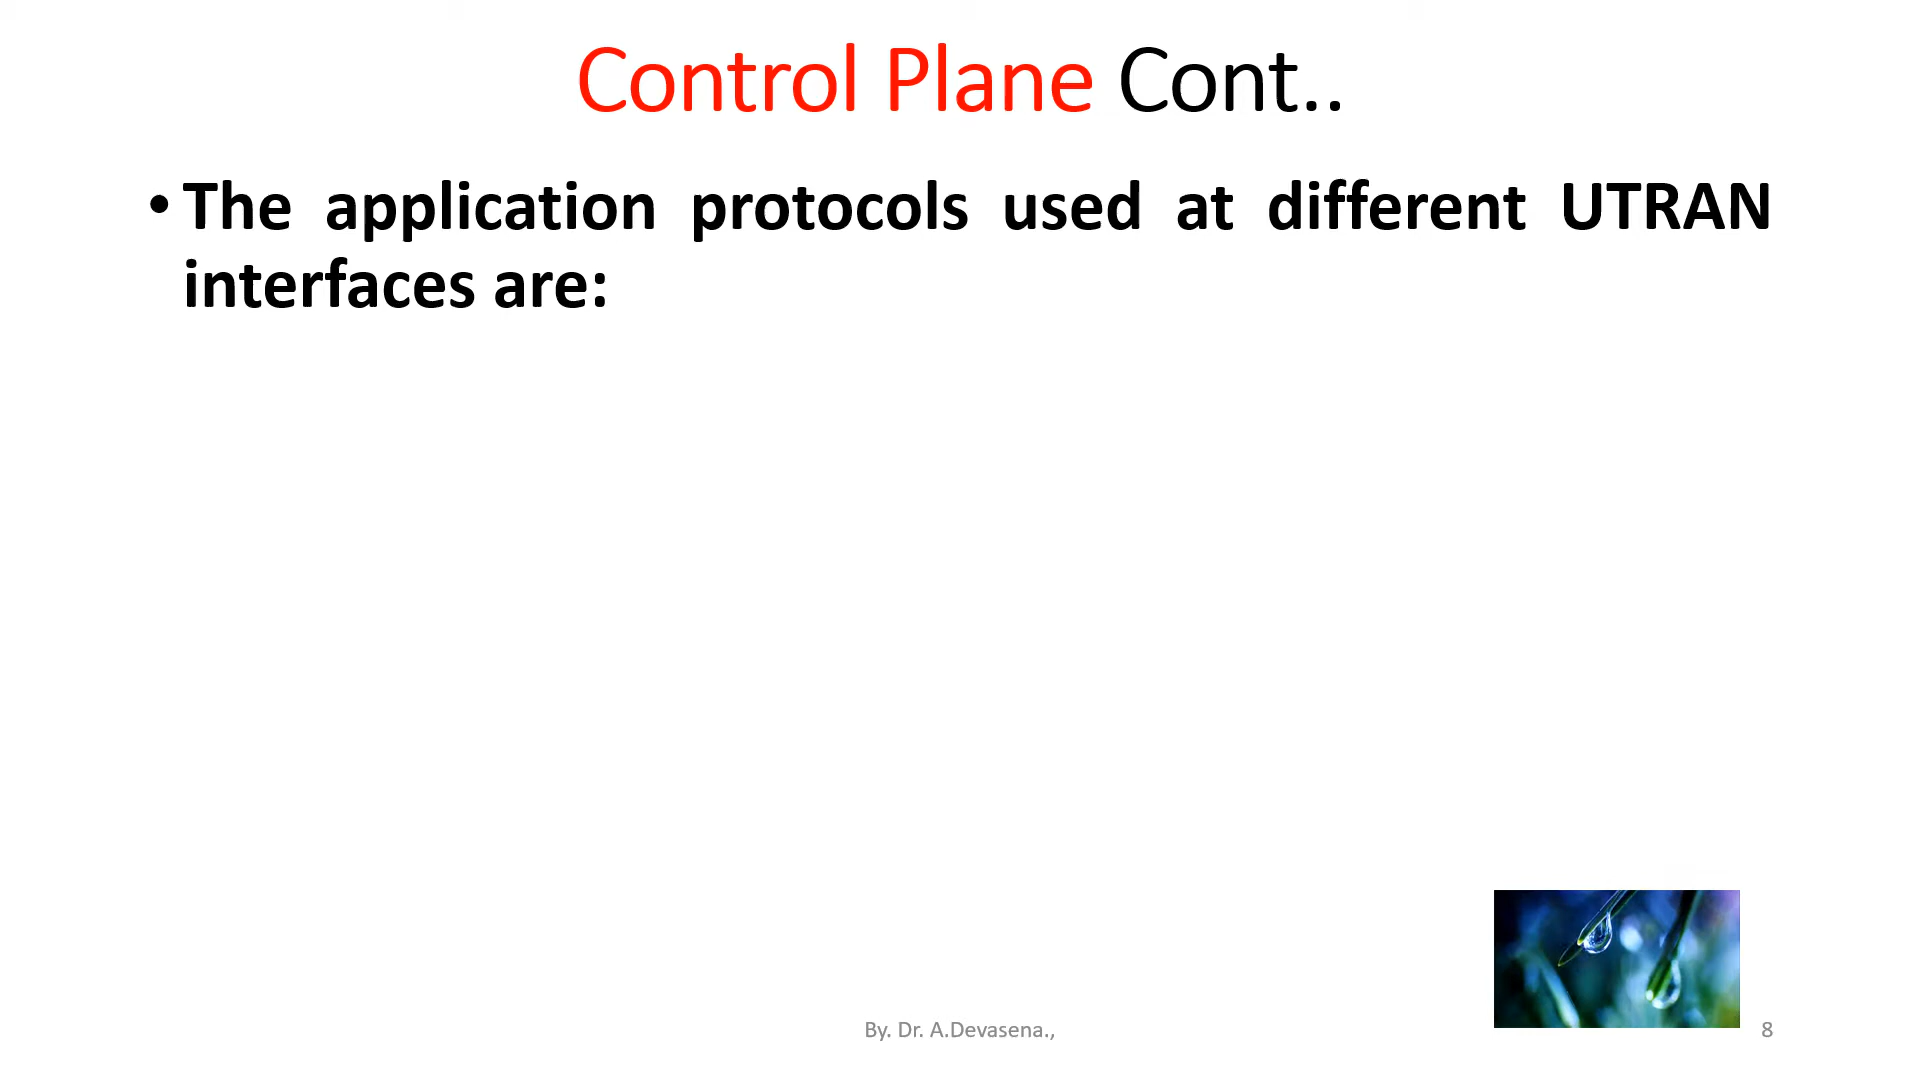 Control Plane Cont..
• The application protocols used at different UTRAN
interfaces are:
By. Dr. A.Devasena.,
8